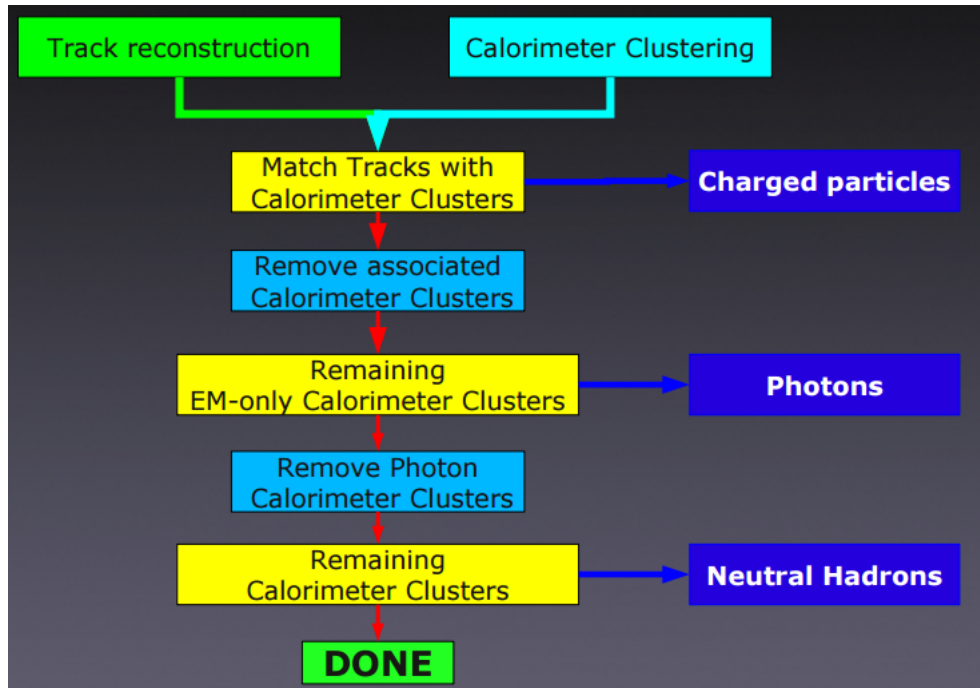 Track reconstruction
Calorimeter Clustering
Match Tracks with
Calorimeter Clusters
Charged particles
Remove associated
Calorimeter Clusters
Remaining
EM-only Calorimeter Clusters
Photons
Remove Photon
Calorimeter Clusters
Remaining
Calorimeter Clusters
Neutral Hadrons
DONE